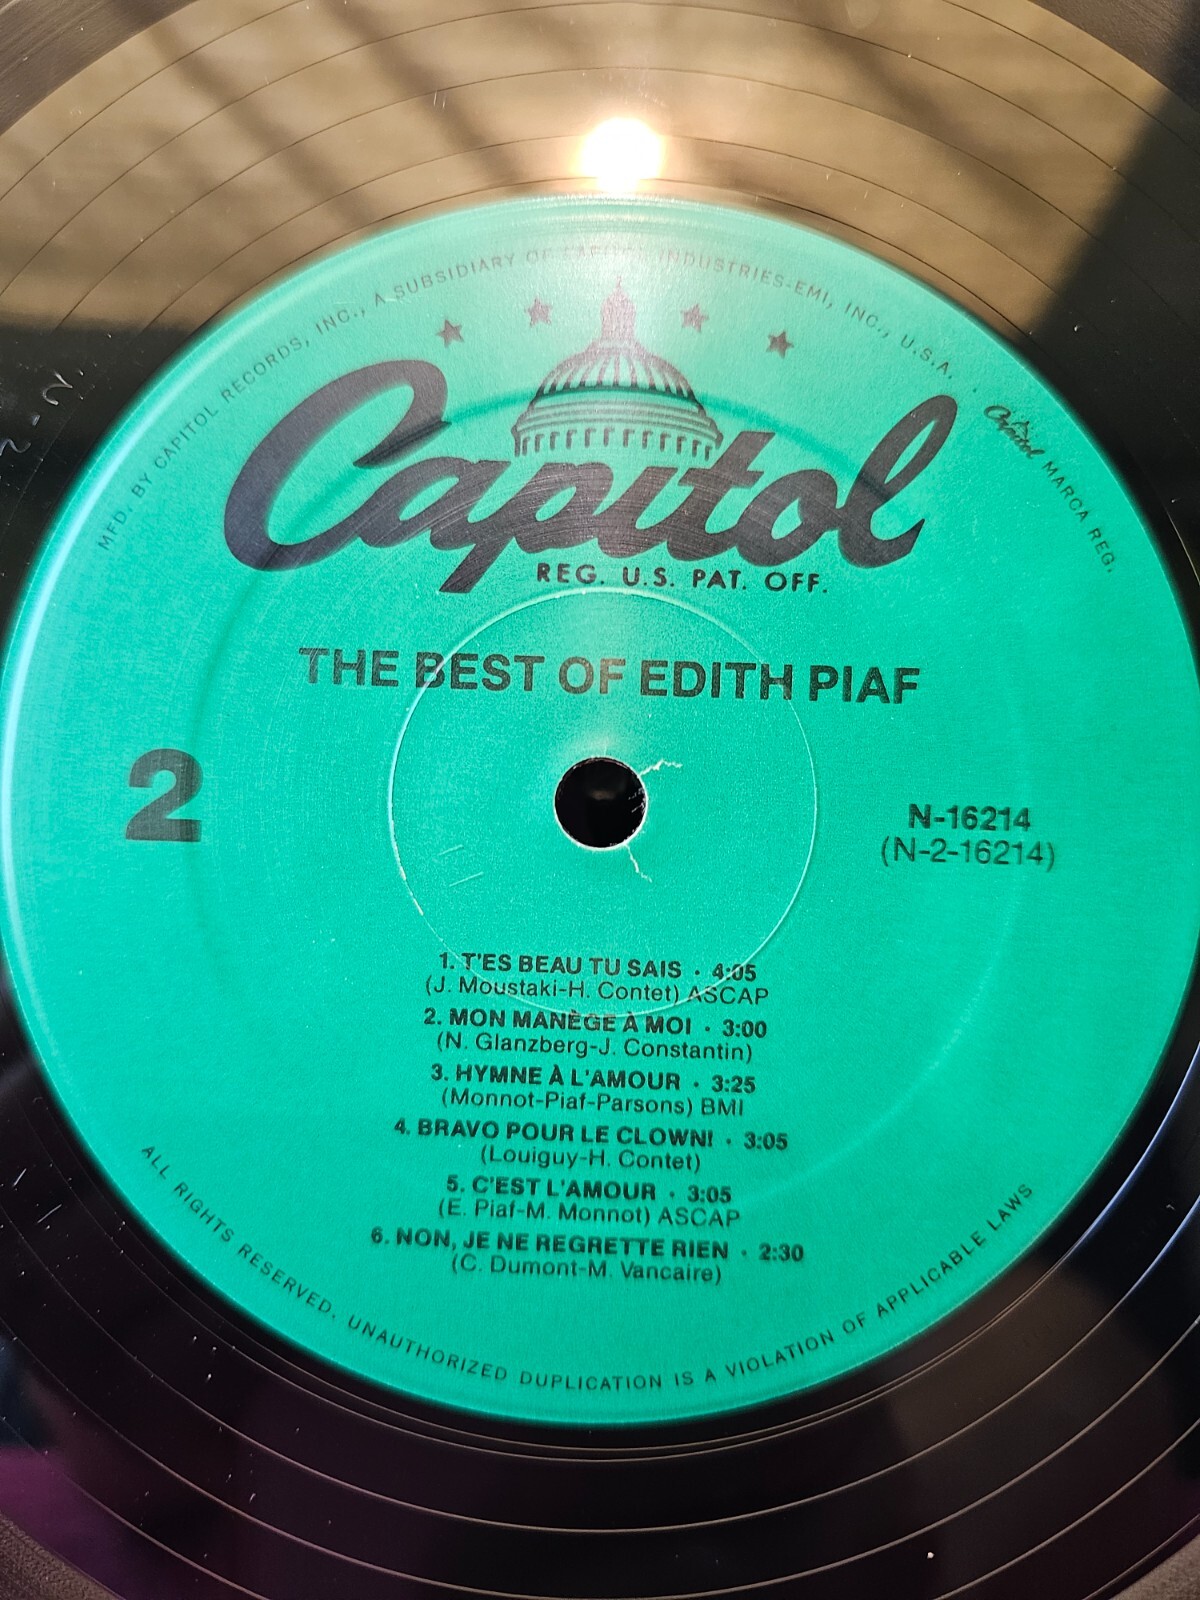 MFD. BY CAPITOL RECORDS, INC., A SUBSIDIARY OF CAPITOL INDUSTRIES-EMI, INC., U.S.A. · Capitol MARCA REG.
Capitol
REG. U.S. PAT. OFF.
THE BEST OF EDITH PIAF
2
N-16214
(N-2-16214)
1. T'ES BEAU TU SAIS · 4:05
(J. Moustaki-H. Contet) ASCAP
2. MON MANÈGE À MOI · 3:00
(N. Glanzberg-J. Constantin)
3. HYMNE À L'AMOUR · 3:25
(Monnot-Piaf-Parsons) BMI
4. BRAVO POUR LE CLOWN! · 3:05
(Louiguy-H. Contet)
5. C'EST L'AMOUR · 3:05
(E. Piaf-M. Monnot) ASCAP
6. NON, JE NE REGRETTE RIEN · 2:30
(C. Dumont-M. Vancaire)
ALL RIGHTS RESERVED. UNAUTHORIZED DUPLICATION IS A VIOLATION OF APPLICABLE LAWS